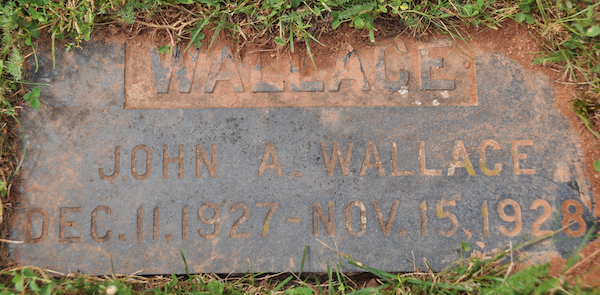 WALLACE
JOHN A. WALLACE
DEC. 11. 1927 - NOV. 15. 1928